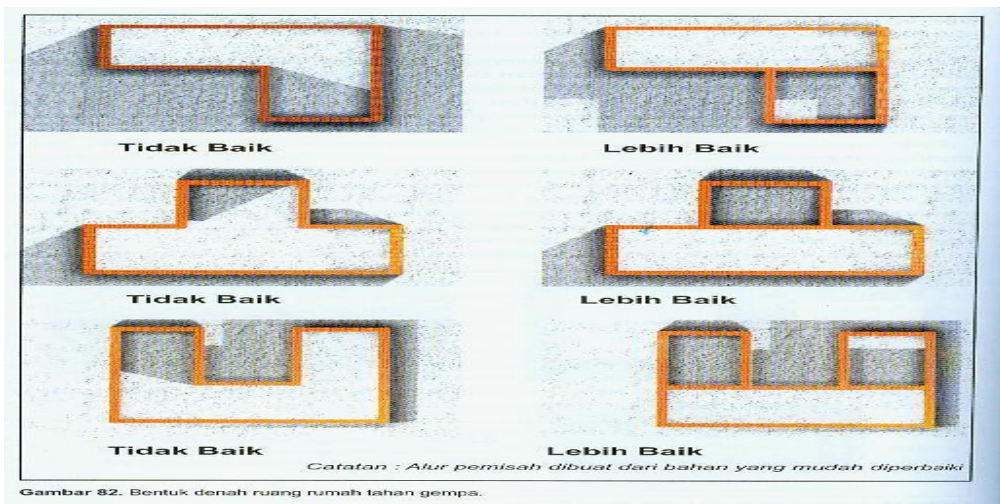 Tidak Baik
Lebih Baik
Tidak Baik
Lebih Baik
Tidak Baik
Lebih Baik
Catatan : Alur pemisah dibuat dari bahan yang mudah diperbaiki
Gambar 82. Bentuk denah ruang rumah tahan gempa.